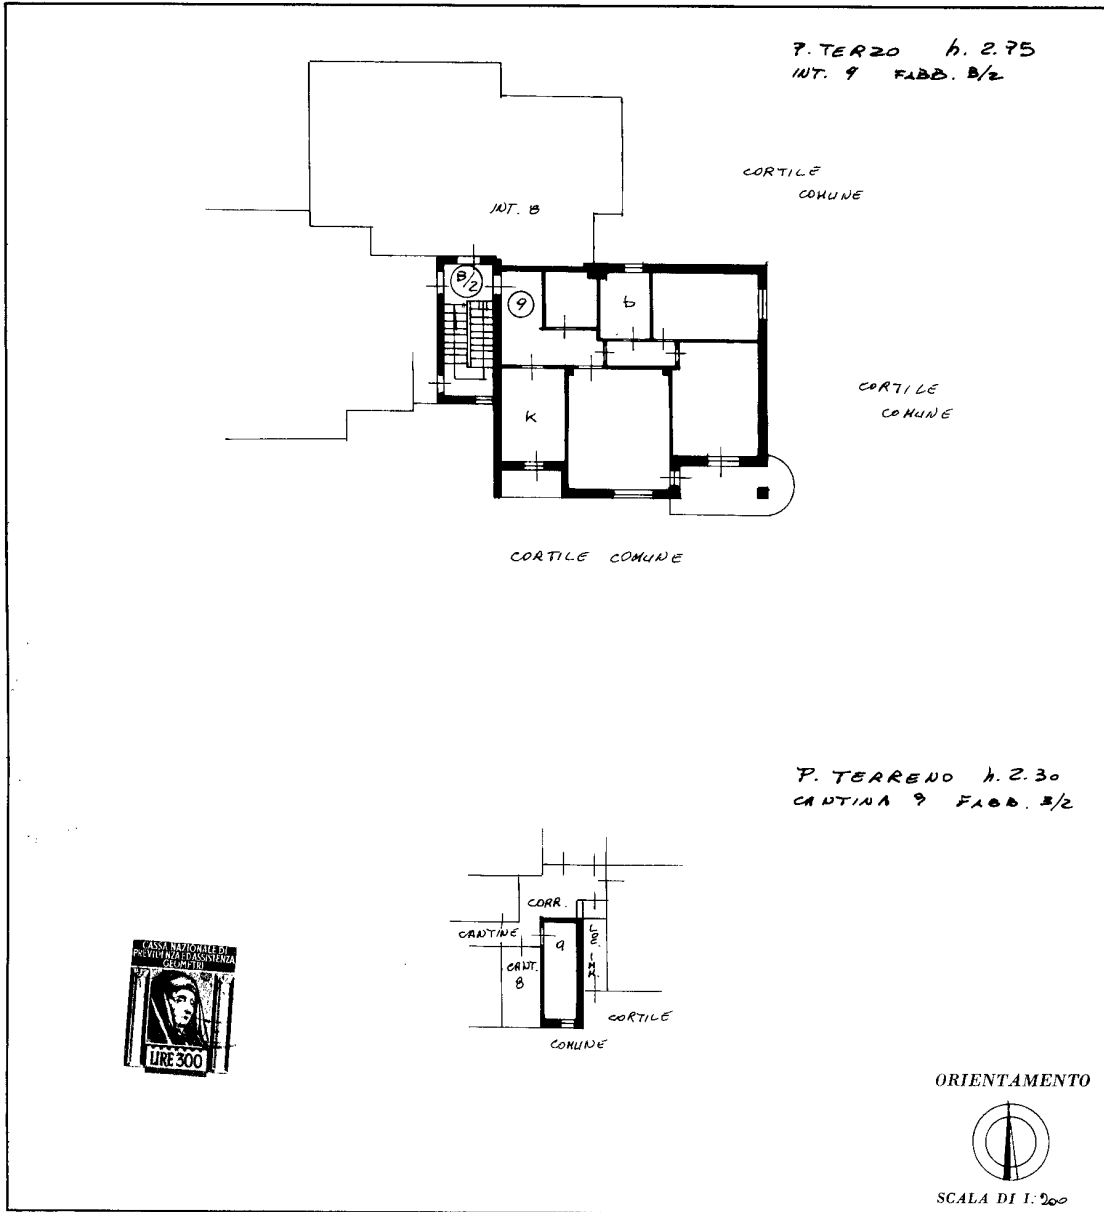 P. TERZO h. 2.75
INT. 9 FABB. B/2
CORTILE
COMUNE
INT. 8
B/2
9
b
K
CORTILE
COMUNE
CORTILE COMUNE
P. TERRENO h. 2.30
CANTINA 9 FABB. B/2
CORR.
CANTINE
9
LOC. IMM.
CANT.
8
CORTILE
COMUNE
CASSA NAZIONALE DI
PREVIDENZA ED ASSISTENZA
GEOMETRI
LIRE 300
ORIENTAMENTO
SCALA DI 1: 200